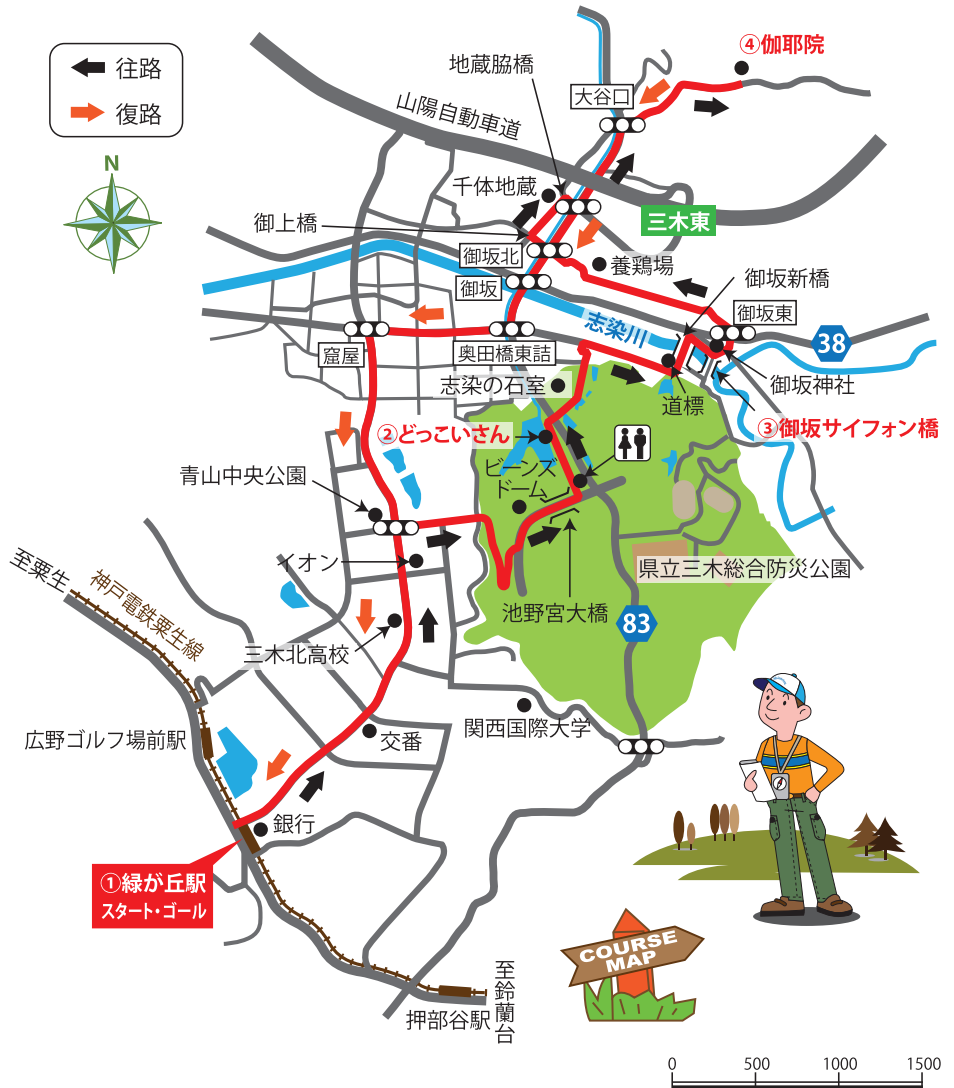 往路
復路
N
④伽耶院
地蔵脇橋
大谷口
山陽自動車道
千体地蔵
三木東
御上橋
御坂北
養鶏場
御坂新橋
御坂
御坂東
志染川
38
窟屋
奥田橋東詰
志染の石室
道標
御坂神社
②どっこいさん
③御坂サイフォン橋
青山中央公園
ビーンズ
ドーム
イオン
県立三木総合防災公園
至粟生
神戸電鉄粟生線
池野宮大橋
83
三木北高校
関西国際大学
広野ゴルフ場前駅
交番
銀行
①緑が丘駅
スタート・ゴール
COURSE
MAP
至鈴蘭台
押部谷駅
0 500 1000 1500